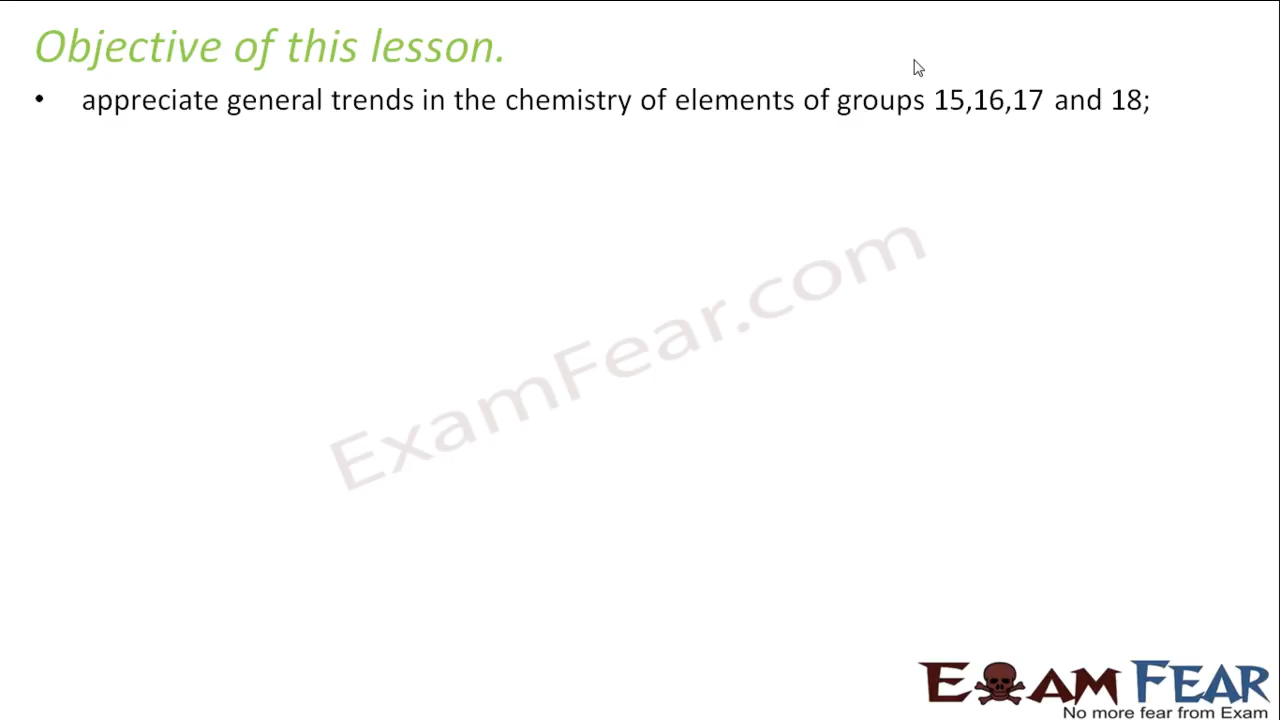 Objective of this lesson.
• appreciate general trends in the chemistry of elements of groups 15,16,17 and 18;
ExamFear.com
EXAM FEAR
No more fear from Exam